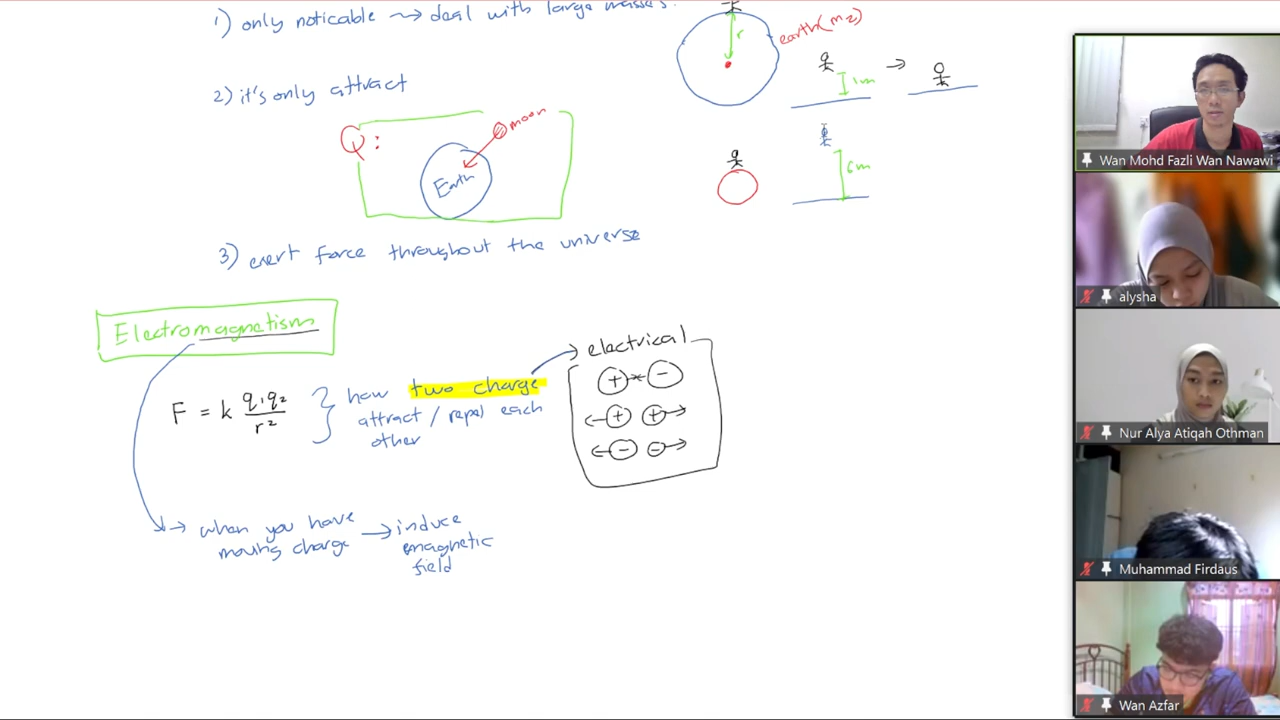 1) only noticable → deal with large masses.
earth(m2)
r
1m
2) it's only attract
Q:
moon
Earth
6m
3) exert force throughout the universe
Electromagnetism
electrical
+ -
F = k q1q2 / r2
how two charge
attract / repel each
other
+ +
- -
→ when you have
moving charge
→ induce
magnetic
field
Wan Mohd Fazli Wan Nawawi
alysha
Nur Alya Atiqah Othman
Muhammad Firdaus
Wan Azfar